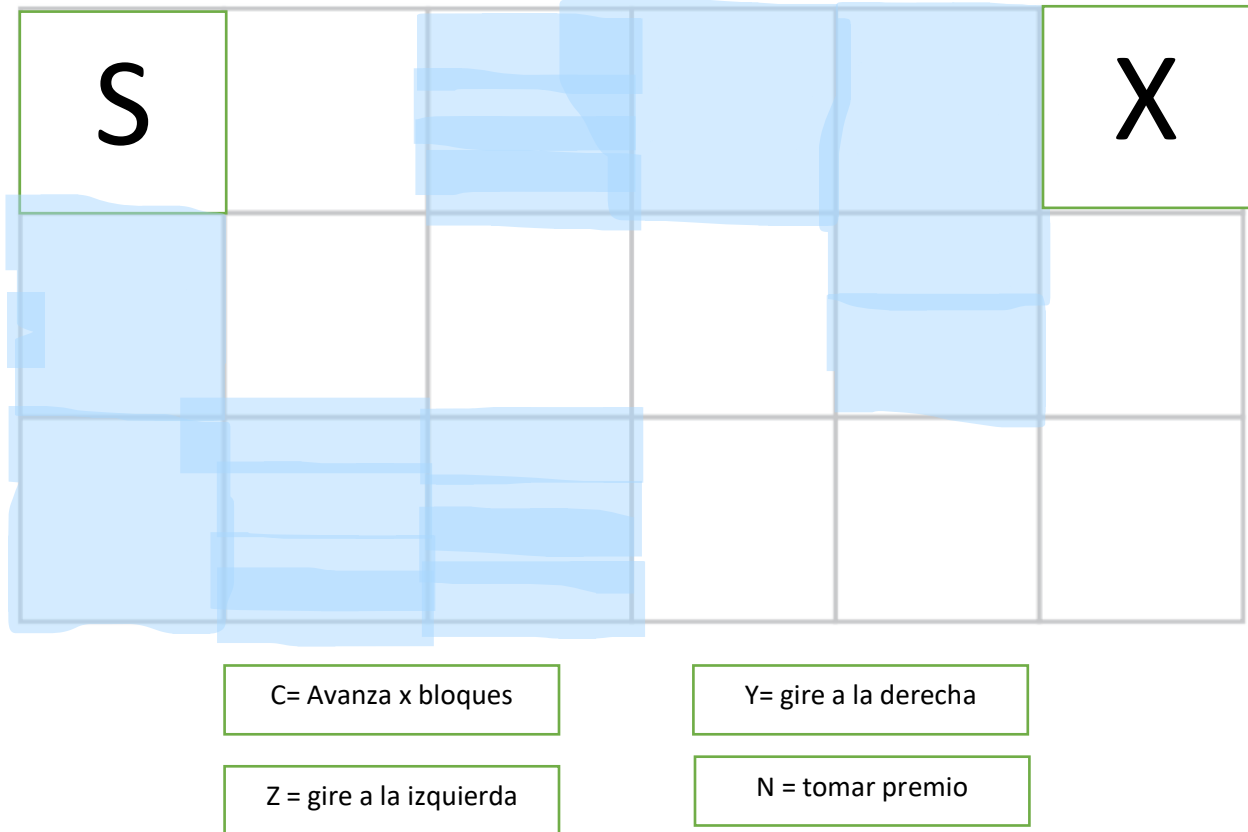 S
X
C= Avanza x bloques
Y= gire a la derecha
Z = gire a la izquierda
N = tomar premio